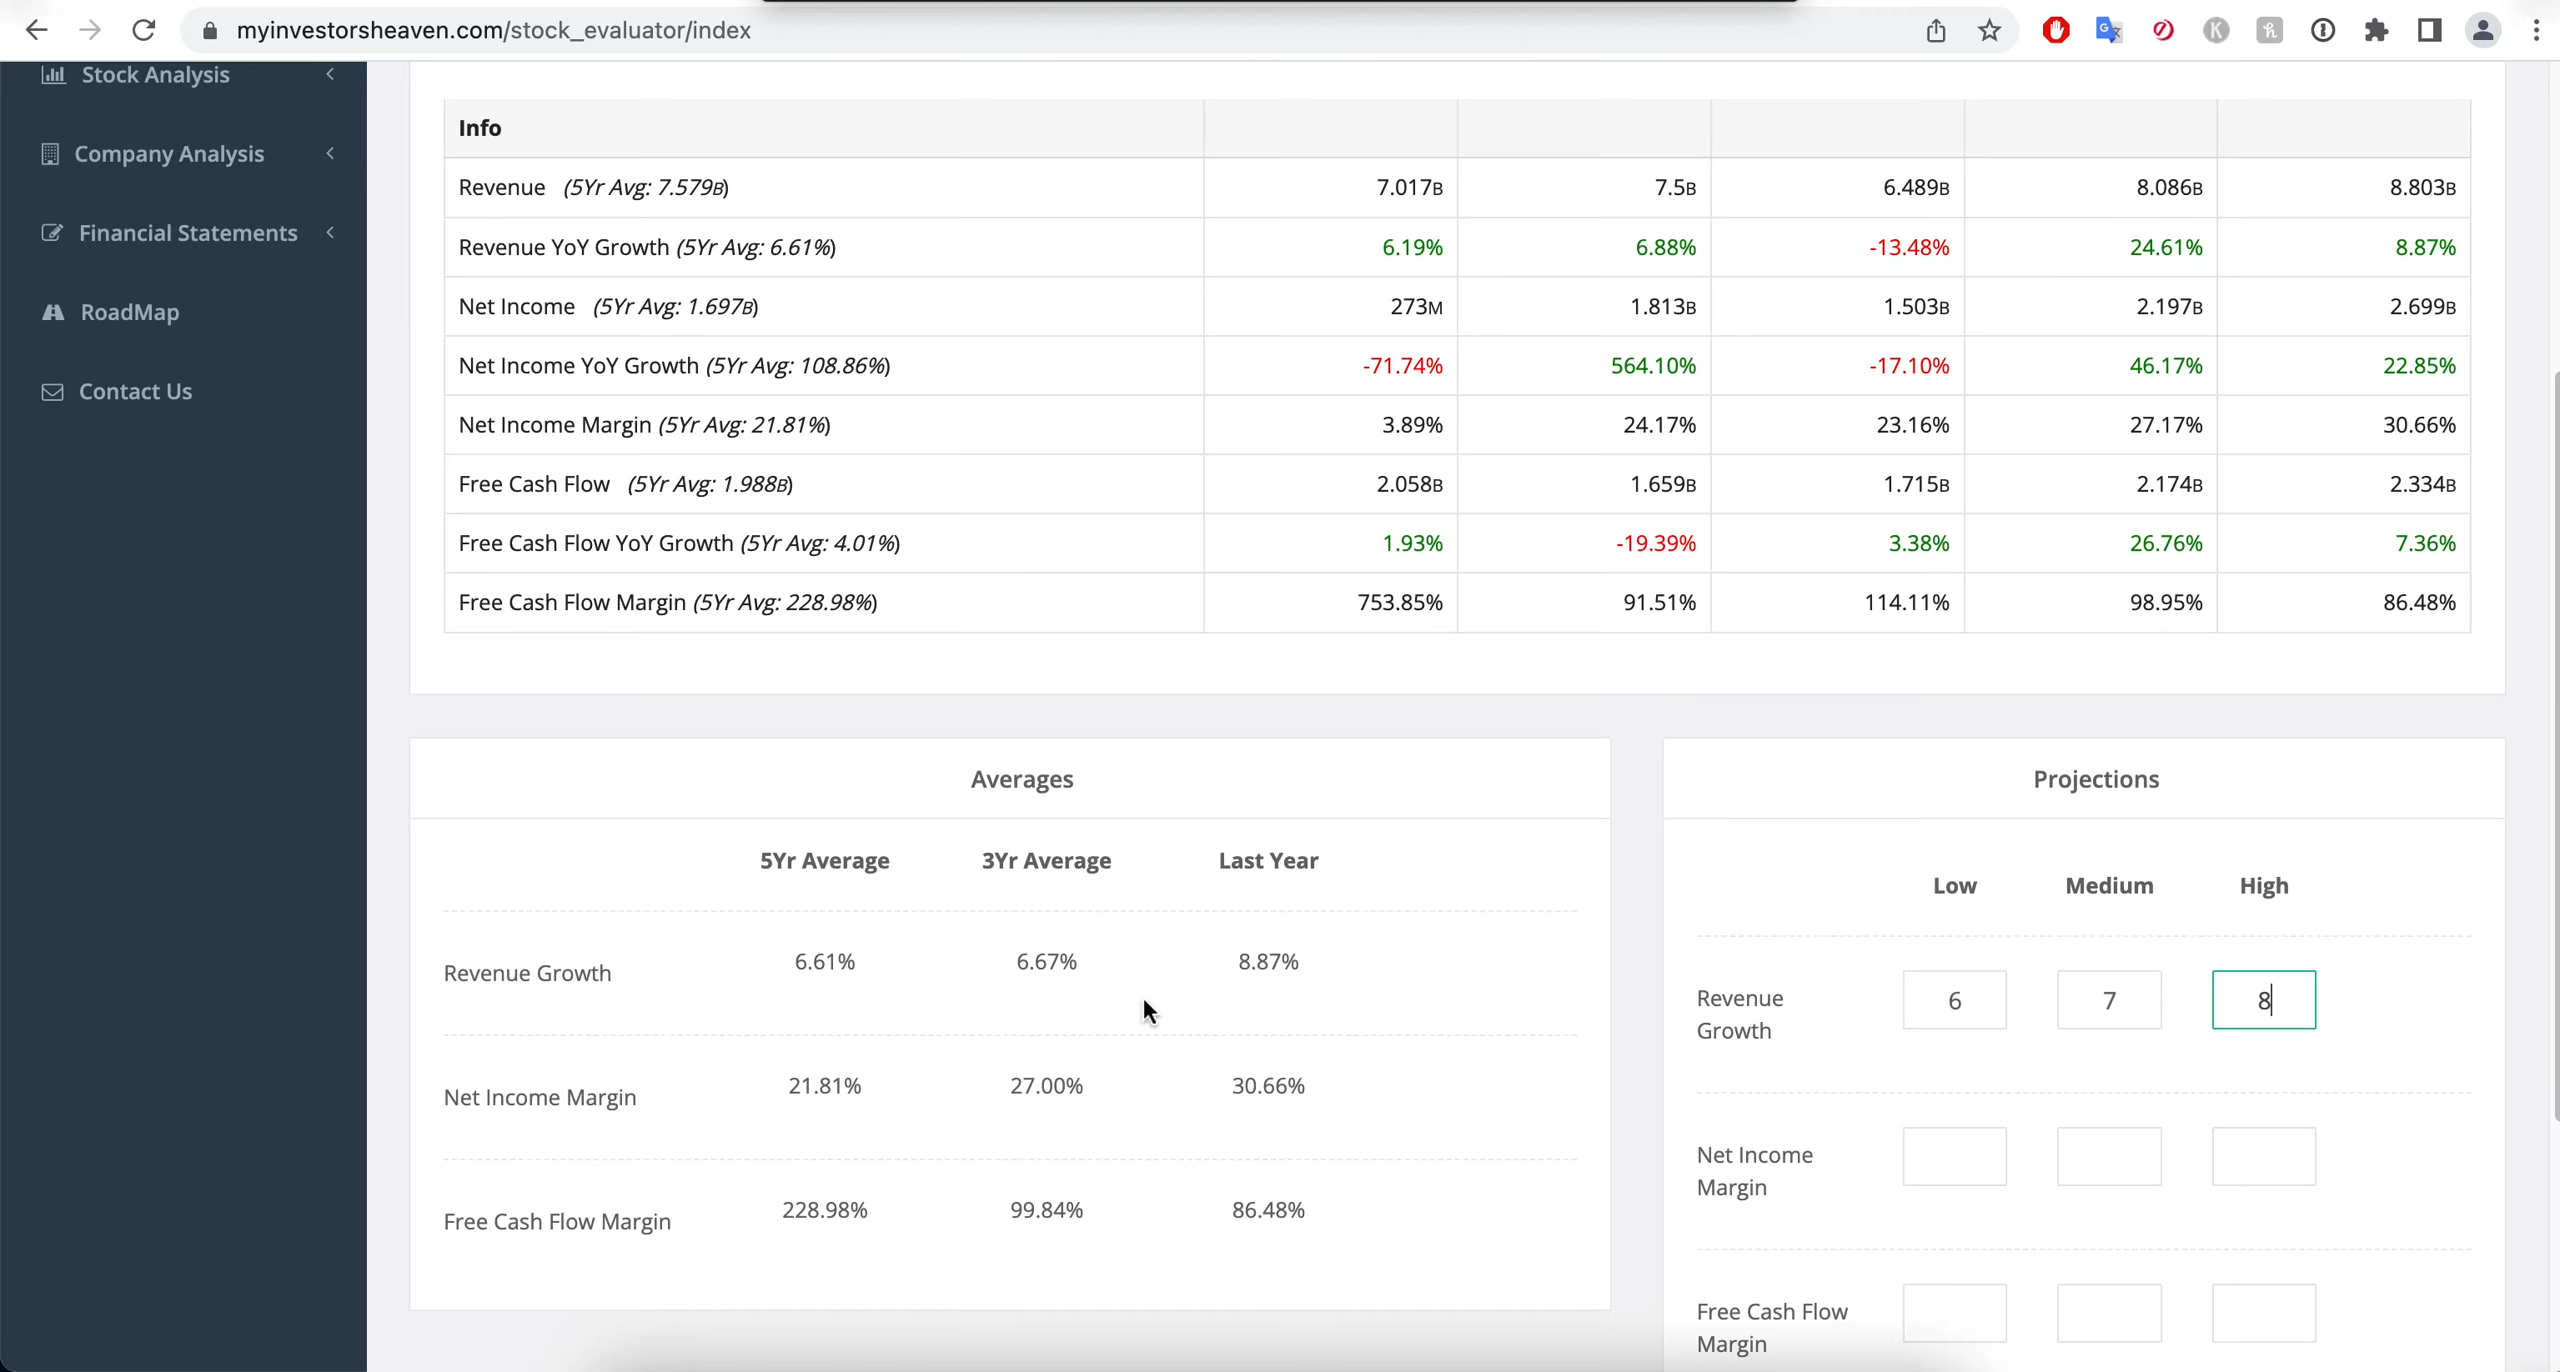 myinvestorsheaven.com/stock_evaluator/index
Stock Analysis
Company Analysis
Financial Statements
RoadMap
Contact Us
Info
Revenue (5Yr Avg: 7.579B) 7.017B 7.5B 6.489B 8.086B 8.803B
Revenue YoY Growth (5Yr Avg: 6.61%) 6.19% 6.88% -13.48% 24.61% 8.87%
Net Income (5Yr Avg: 1.697B) 273M 1.813B 1.503B 2.197B 2.699B
Net Income YoY Growth (5Yr Avg: 108.86%) -71.74% 564.10% -17.10% 46.17% 22.85%
Net Income Margin (5Yr Avg: 21.81%) 3.89% 24.17% 23.16% 27.17% 30.66%
Free Cash Flow (5Yr Avg: 1.988B) 2.058B 1.659B 1.715B 2.174B 2.334B
Free Cash Flow YoY Growth (5Yr Avg: 4.01%) 1.93% -19.39% 3.38% 26.76% 7.36%
Free Cash Flow Margin (5Yr Avg: 228.98%) 753.85% 91.51% 114.11% 98.95% 86.48%
Averages
5Yr Average 3Yr Average Last Year
Revenue Growth 6.61% 6.67% 8.87%
Net Income Margin 21.81% 27.00% 30.66%
Free Cash Flow Margin 228.98% 99.84% 86.48%
Projections
Low Medium High
Revenue
Growth 6 7 8
Net Income
Margin
Free Cash Flow
Margin